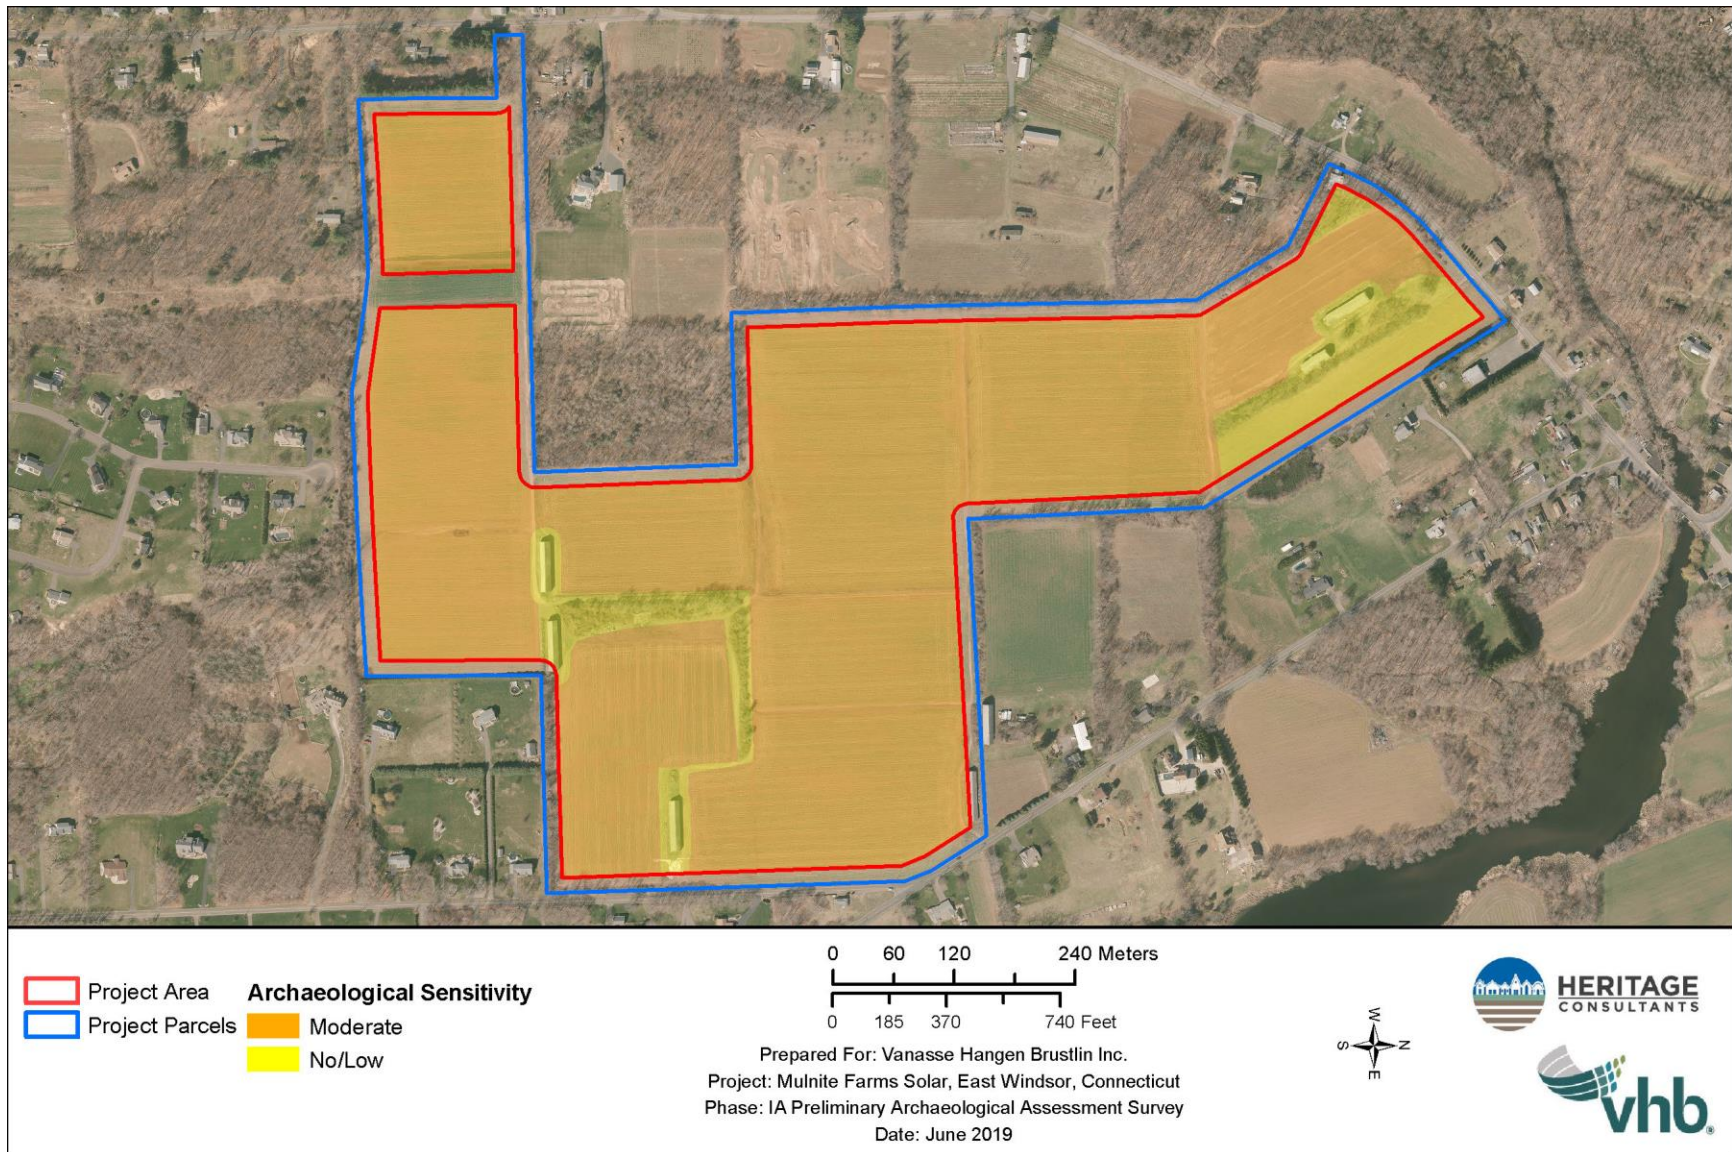 Project Area
Project Parcels
Archaeological Sensitivity
Moderate
No/Low
0 60 120 240 Meters
0 185 370 740 Feet
Prepared For: Vanasse Hangen Brustlin Inc.
Project: Mulnite Farms Solar, East Windsor, Connecticut
Phase: IA Preliminary Archaeological Assessment Survey
Date: June 2019
W
S N
E
HERITAGE
CONSULTANTS
vhb®